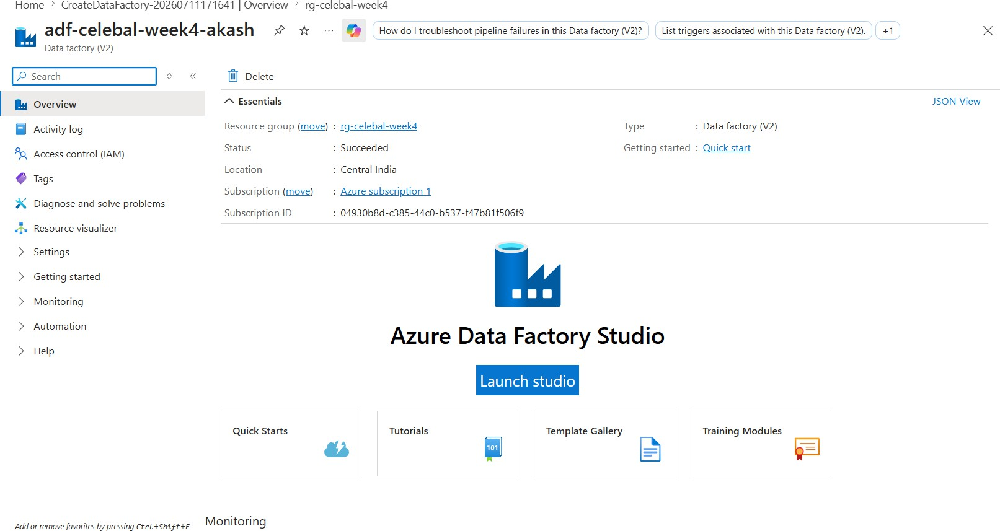 Home > CreateDataFactory-20260711171641 | Overview > rg-celebal-week4
adf-celebal-week4-akash
How do I troubleshoot pipeline failures in this Data factory (V2)?
List triggers associated with this Data factory (V2).
+1
Data factory (V2)
Search
Delete
Overview
Activity log
Access control (IAM)
Tags
Diagnose and solve problems
Resource visualizer
Settings
Getting started
Monitoring
Automation
Help
Add or remove favorites by pressing Ctrl+Shift+F
Essentials
JSON View
Resource group (move) : rg-celebal-week4
Status : Succeeded
Location : Central India
Subscription (move) : Azure subscription 1
Subscription ID : 04930b8d-c385-44c0-b537-f47b81f506f9
Type : Data factory (V2)
Getting started : Quick start
Azure Data Factory Studio
Launch studio
Quick Starts
Tutorials
101
Template Gallery
Training Modules
Monitoring